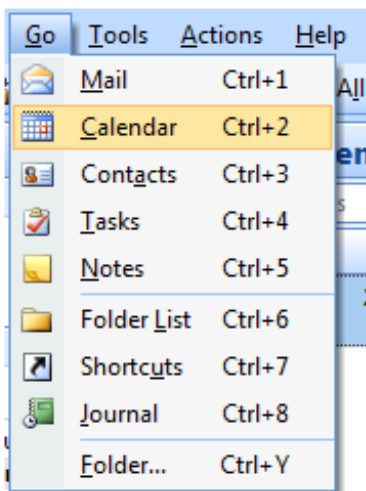 Go Tools Actions Help
Mail Ctrl+1
All
Calendar Ctrl+2
Contacts Ctrl+3
Tasks Ctrl+4
Notes Ctrl+5
Folder List Ctrl+6
Shortcuts Ctrl+7
Journal Ctrl+8
Folder... Ctrl+Y